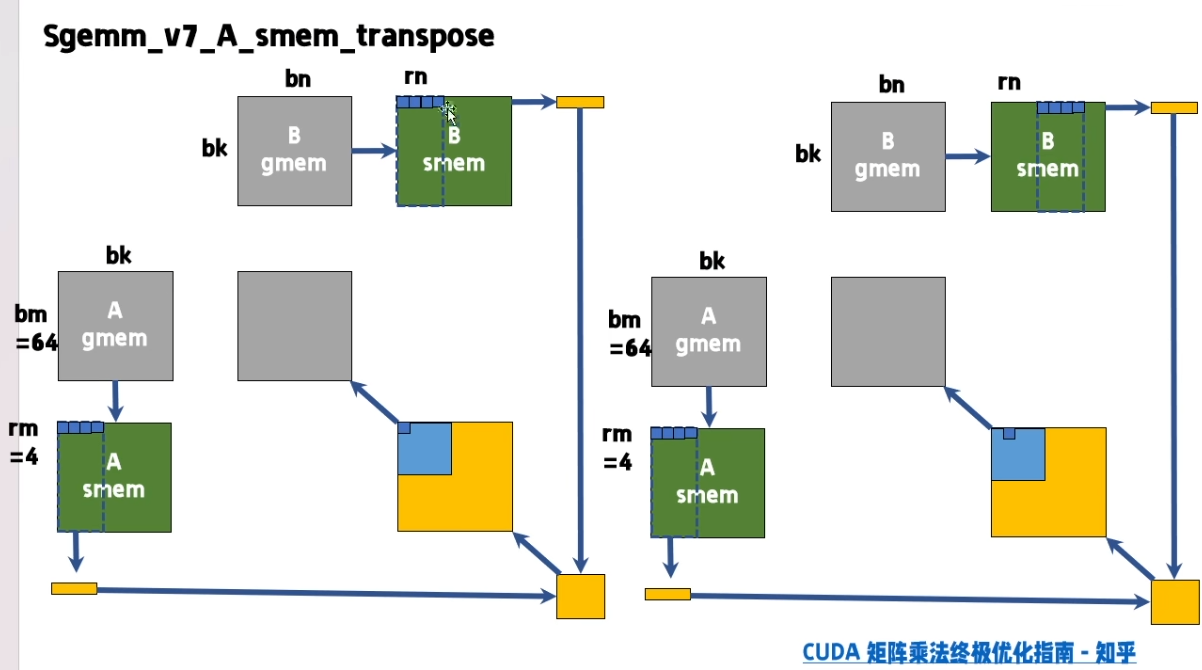 Sgemm_v7_A_smem_transpose
bn
rn
bk
B
gmem
B
smem
bk
bm
=64
A
gmem
rm
=4
A
smem
bn
rn
bk
B
gmem
B
smem
bk
bm
=64
A
gmem
rm
=4
A
smem
CUDA 矩阵乘法终极优化指南 - 知乎